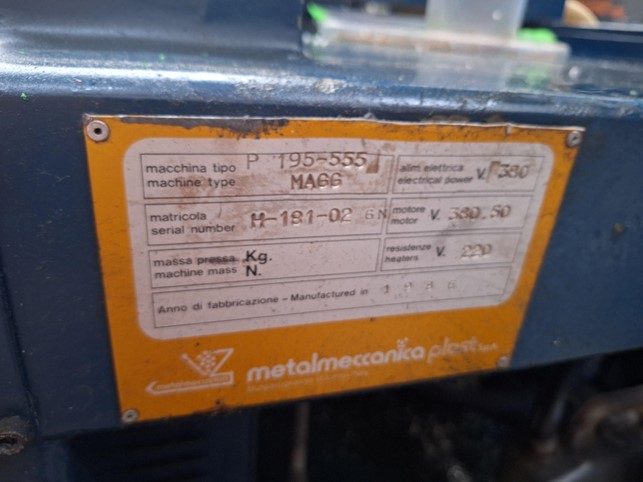 macchina tipo P 195-555
machine type MAGG
alim elettrica V. 380
electrical power
matricola
serial number H-181-02 6N
motore V. 380.50
motor
massa pressa Kg.
machine mass N.
resistenze V. 220
heaters
Anno di fabbricazione - Manufactured in
metalmeccanica plast